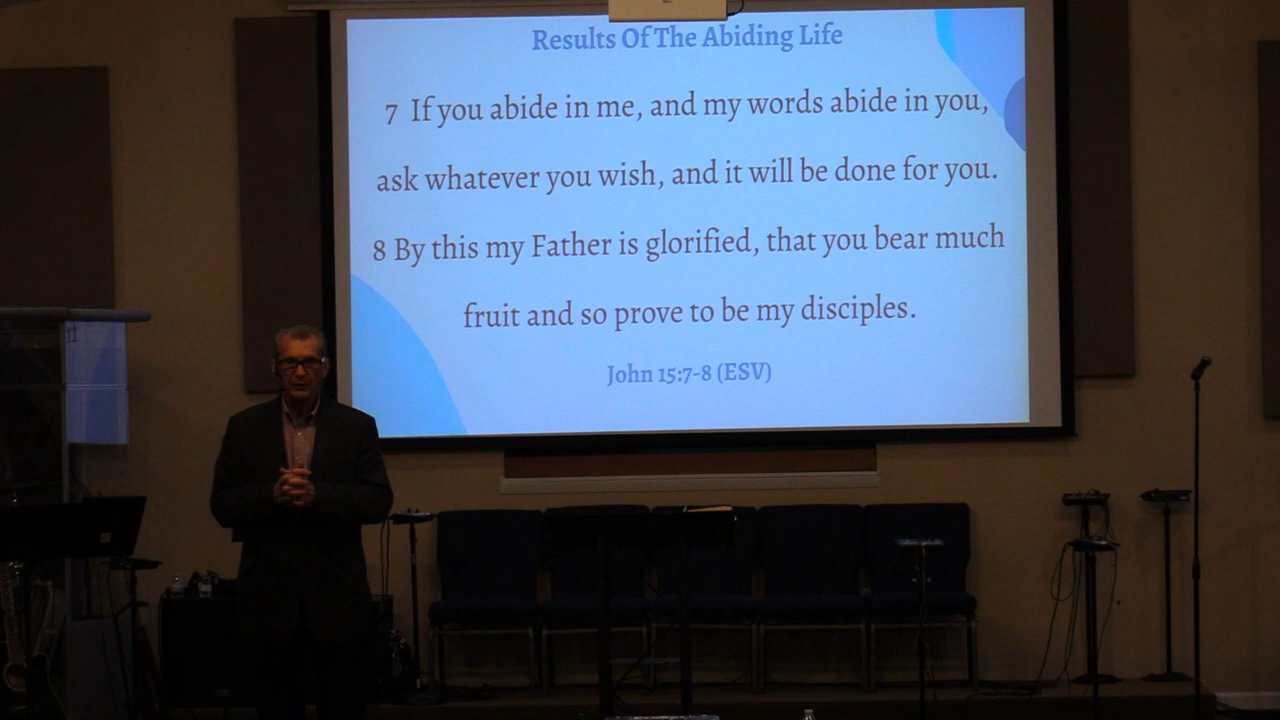 Results Of The Abiding Life
7 If you abide in me, and my words abide in you,
ask whatever you wish, and it will be done for you.
8 By this my Father is glorified, that you bear much
fruit and so prove to be my disciples.
John 15:7-8 (ESV)